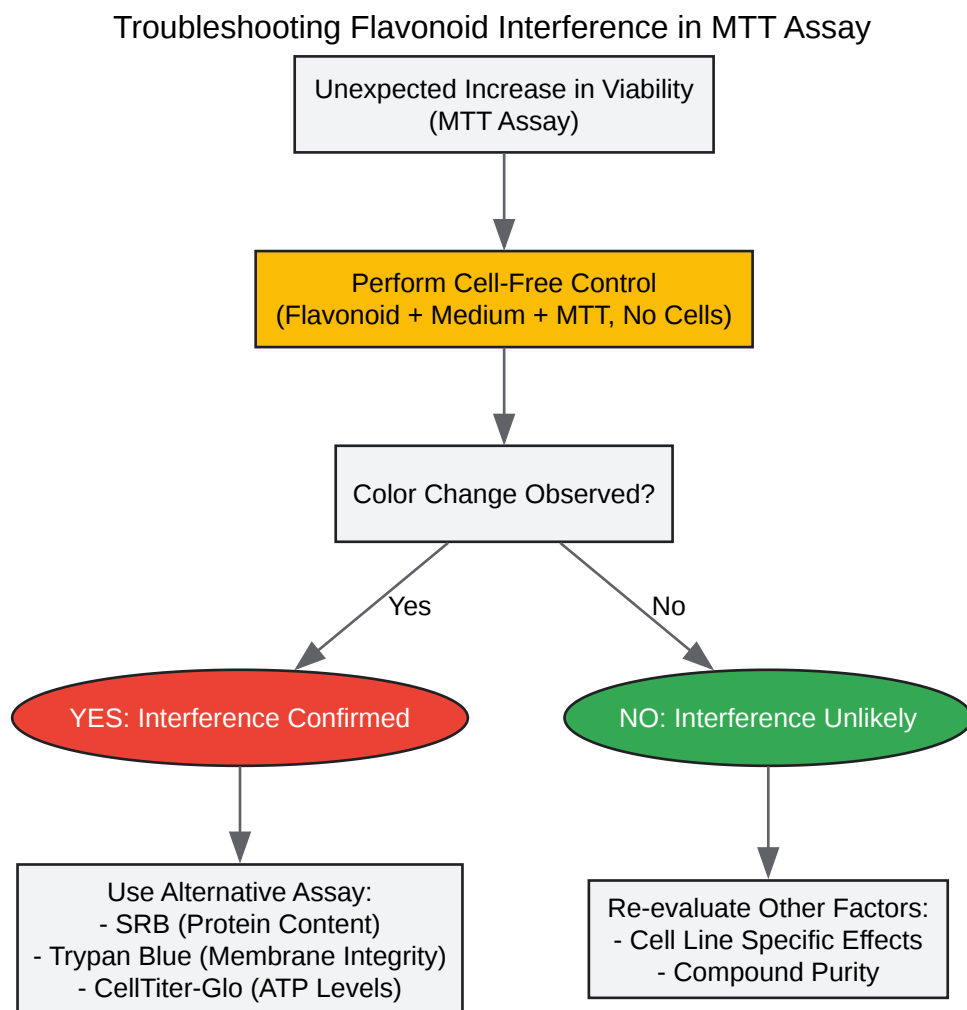 Troubleshooting Flavonoid Interference in MTT Assay
Unexpected Increase in Viability
(MTT Assay)
Perform Cell-Free Control
(Flavonoid + Medium + MTT, No Cells)
Color Change Observed?
Yes
No
YES: Interference Confirmed
NO: Interference Unlikely
Use Alternative Assay:
- SRB (Protein Content)
- Trypan Blue (Membrane Integrity)
- CellTiter-Glo (ATP Levels)
Re-evaluate Other Factors:
- Cell Line Specific Effects
- Compound Purity